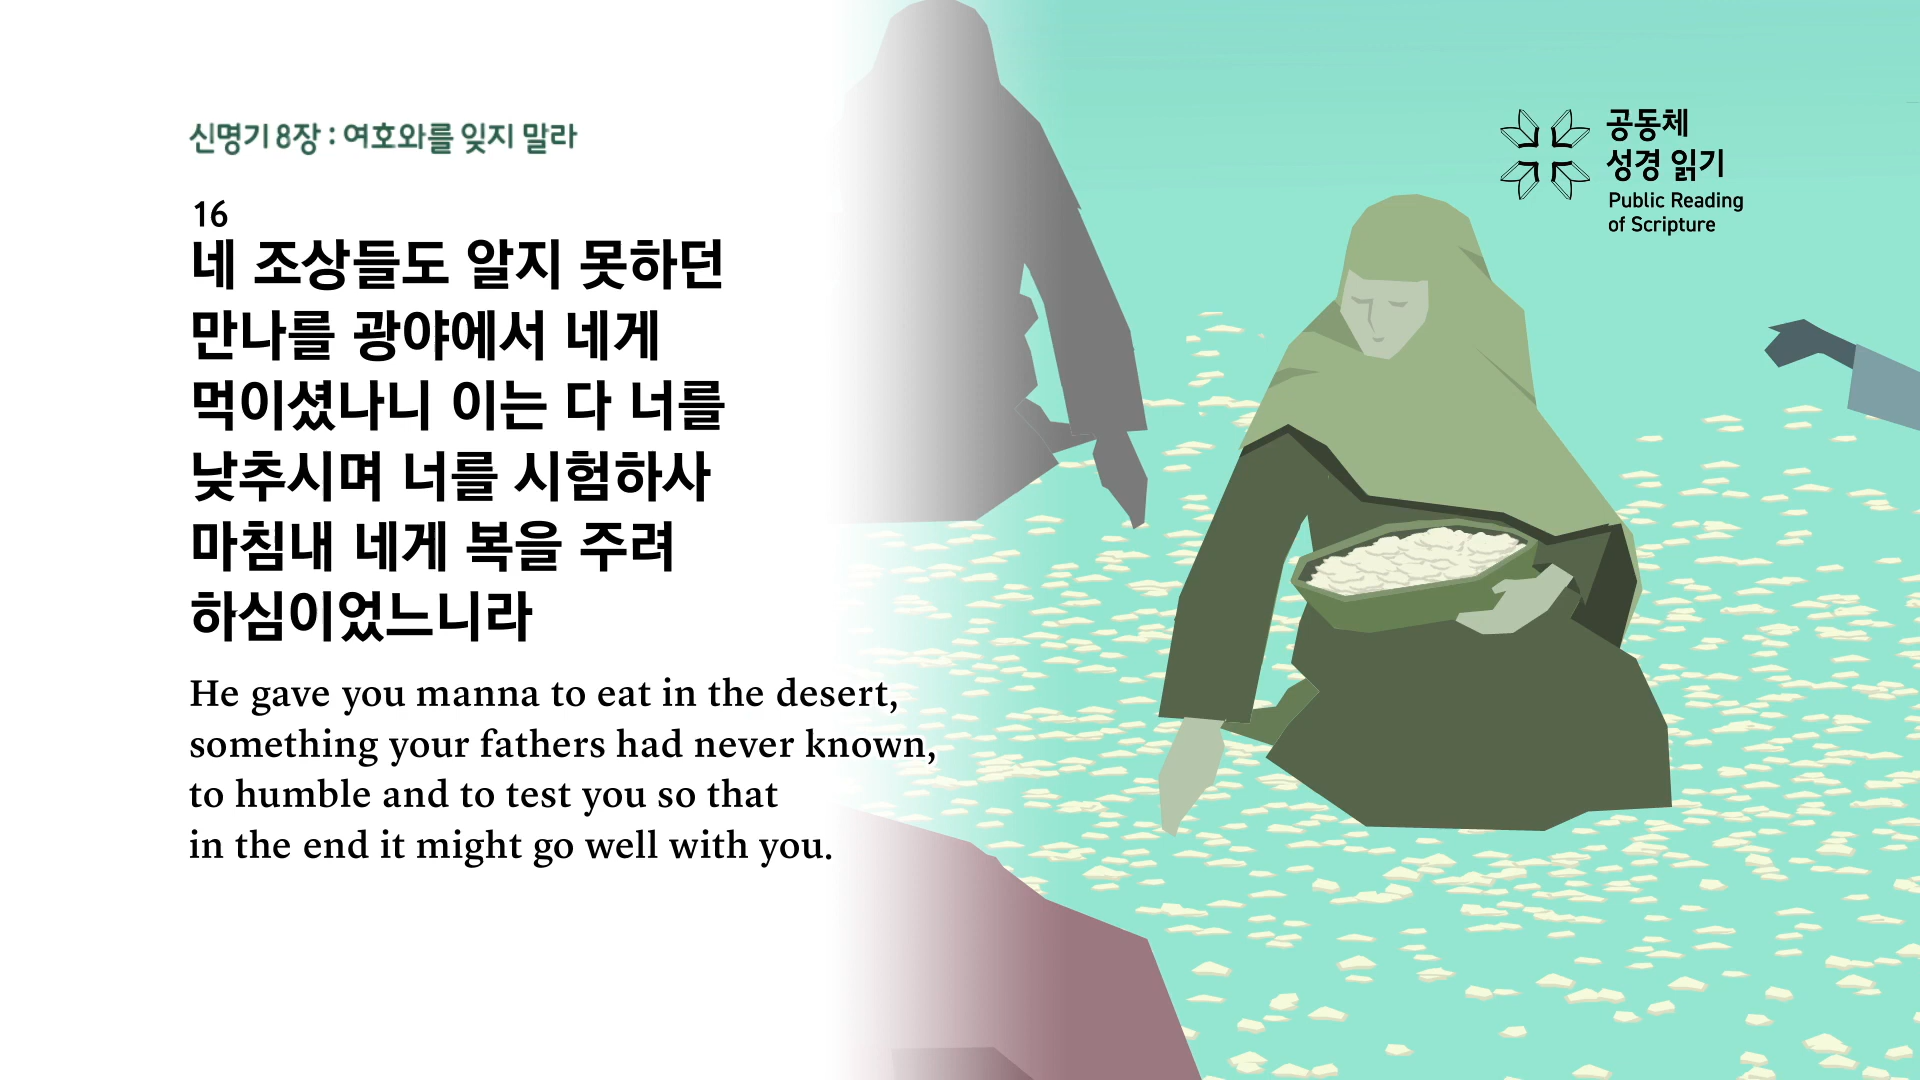 신명기 8장 : 여호와를 잊지 말라
16
네 조상들도 알지 못하던
만나를 광야에서 네게
먹이셨나니 이는 다 너를
낮추시며 너를 시험하사
마침내 네게 복을 주려
하심이었느니라
He gave you manna to eat in the desert,
something your fathers had never known,
to humble and to test you so that
in the end it might go well with you.
공동체
성경 읽기
Public Reading
of Scripture